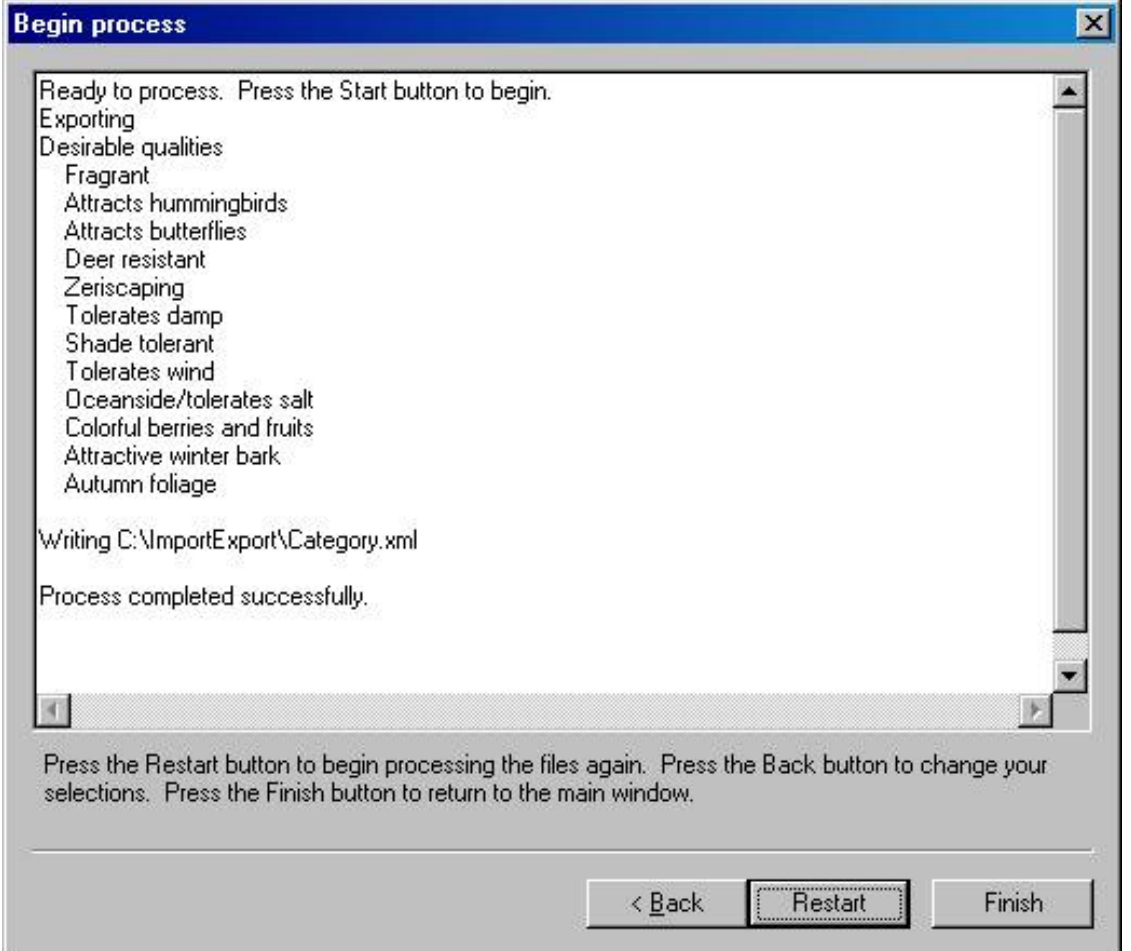 Begin process
Ready to process.  Press the Start button to begin.
Exporting
Desirable qualities
Fragrant
Attracts hummingbirds
Attracts butterflies
Deer resistant
Zeriscaping
Tolerates damp
Shade tolerant
Tolerates wind
Oceanside/tolerates salt
Colorful berries and fruits
Attractive winter bark
Autumn foliage
Writing C:\ImportExport\Category.xml
Process completed successfully.
Press the Restart button to begin processing the files again.  Press the Back button to change your
selections.  Press the Finish button to return to the main window.
< Back
Restart
Finish